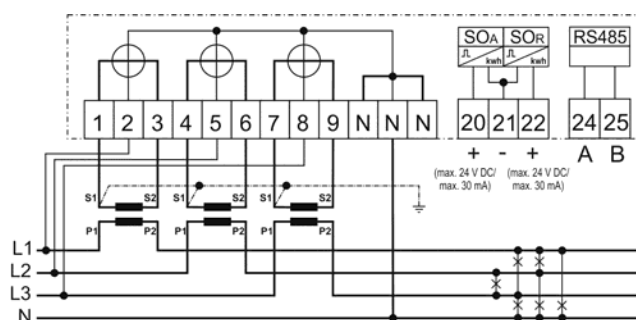 SOA SOR RS485
kwh kwh
1 2 3 4 5 6 7 8 9 N N N 20 21 22 24 25
+ - + A B
(max. 24 V DC/ max. 30 mA) (max. 24 V DC/ max. 30 mA)
S1 S2 S1 S2 S1 S2
P1 P2 P1 P2 P1 P2
L1
L2
L3
N